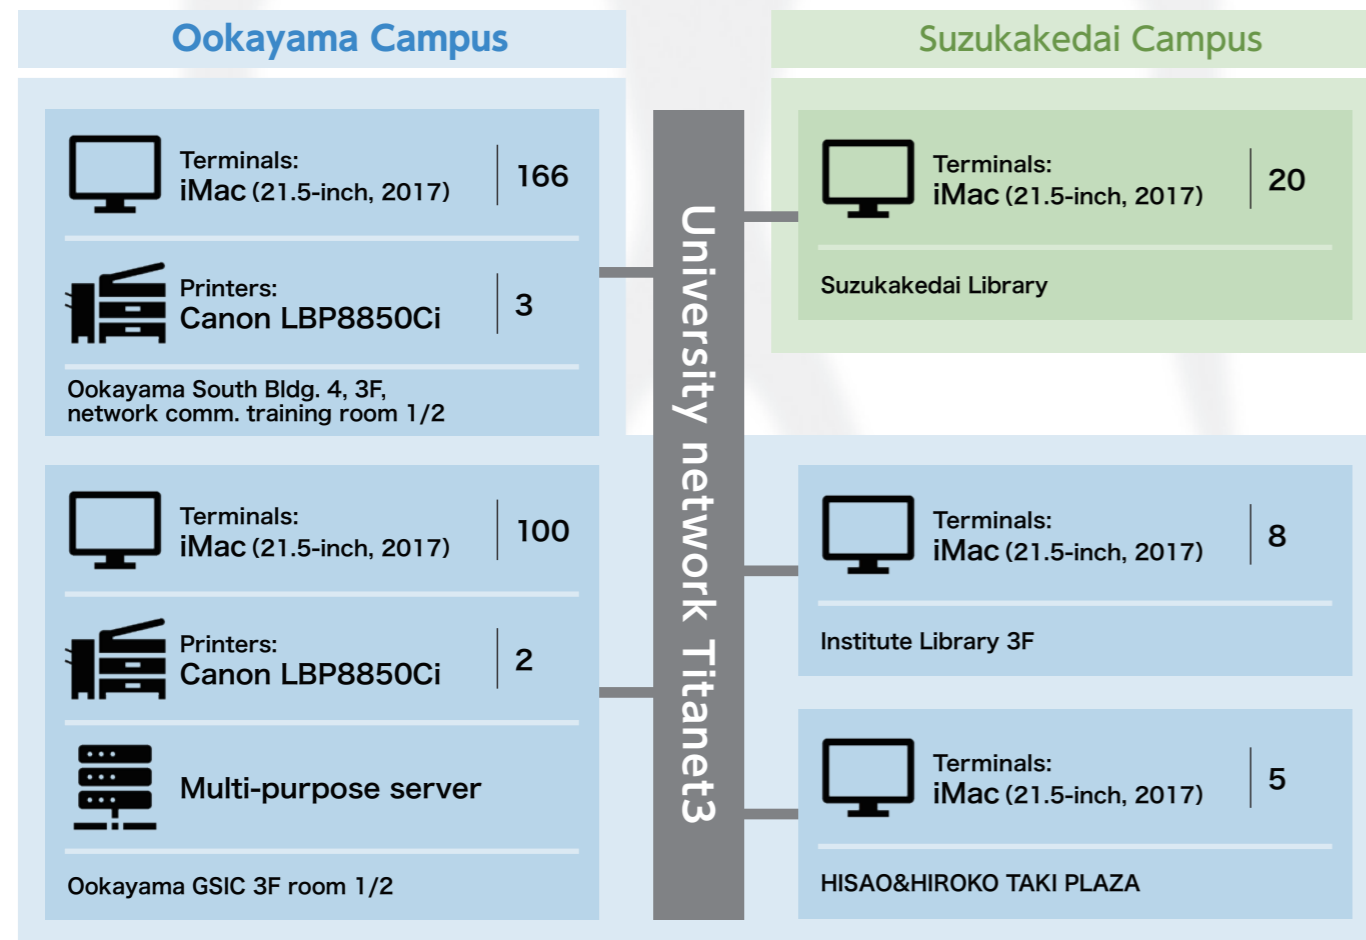 Ookayama Campus
Suzukakedai Campus
Terminals:
iMac (21.5-inch, 2017)
166
Printers:
Canon LBP8850Ci
3
Ookayama South Bldg. 4, 3F,
network comm. training room 1/2
Terminals:
iMac (21.5-inch, 2017)
100
Printers:
Canon LBP8850Ci
2
Multi-purpose server
Ookayama GSIC 3F room 1/2
University network Titanet3
Terminals:
iMac (21.5-inch, 2017)
20
Suzukakedai Library
Terminals:
iMac (21.5-inch, 2017)
8
Institute Library 3F
Terminals:
iMac (21.5-inch, 2017)
5
HISAO&HIROKO TAKI PLAZA